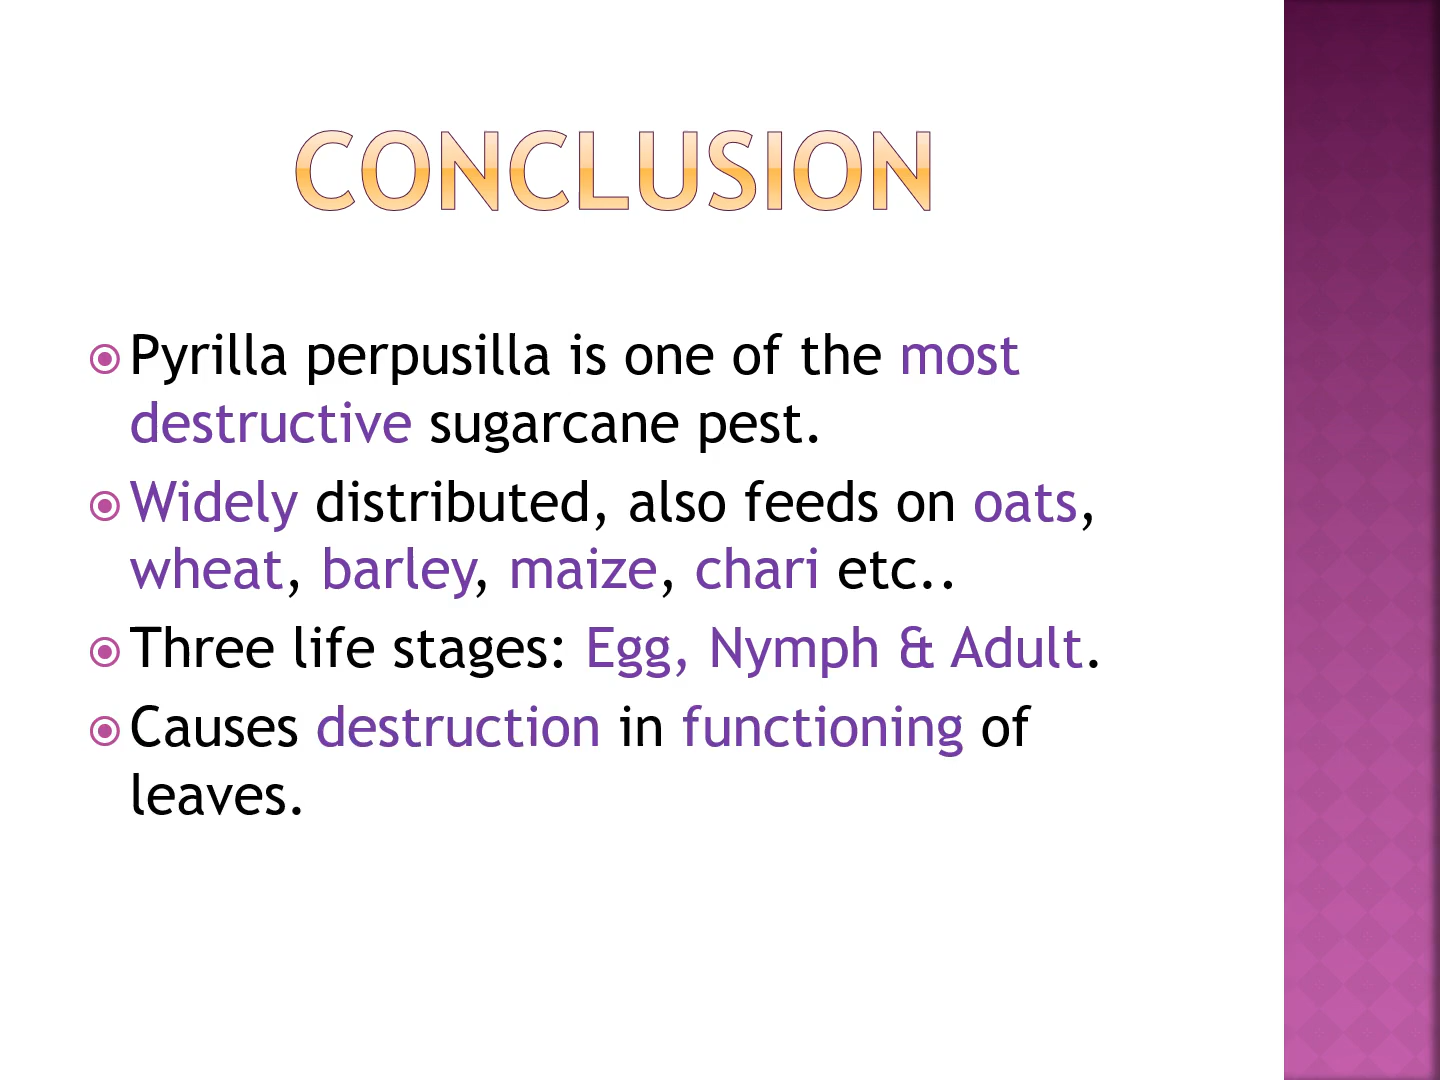 CONCLUSION
Pyrilla perpusilla is one of the most
destructive sugarcane pest.
Widely distributed, also feeds on oats,
wheat, barley, maize, chari etc..
Three life stages: Egg, Nymph & Adult.
Causes destruction in functioning of
leaves.